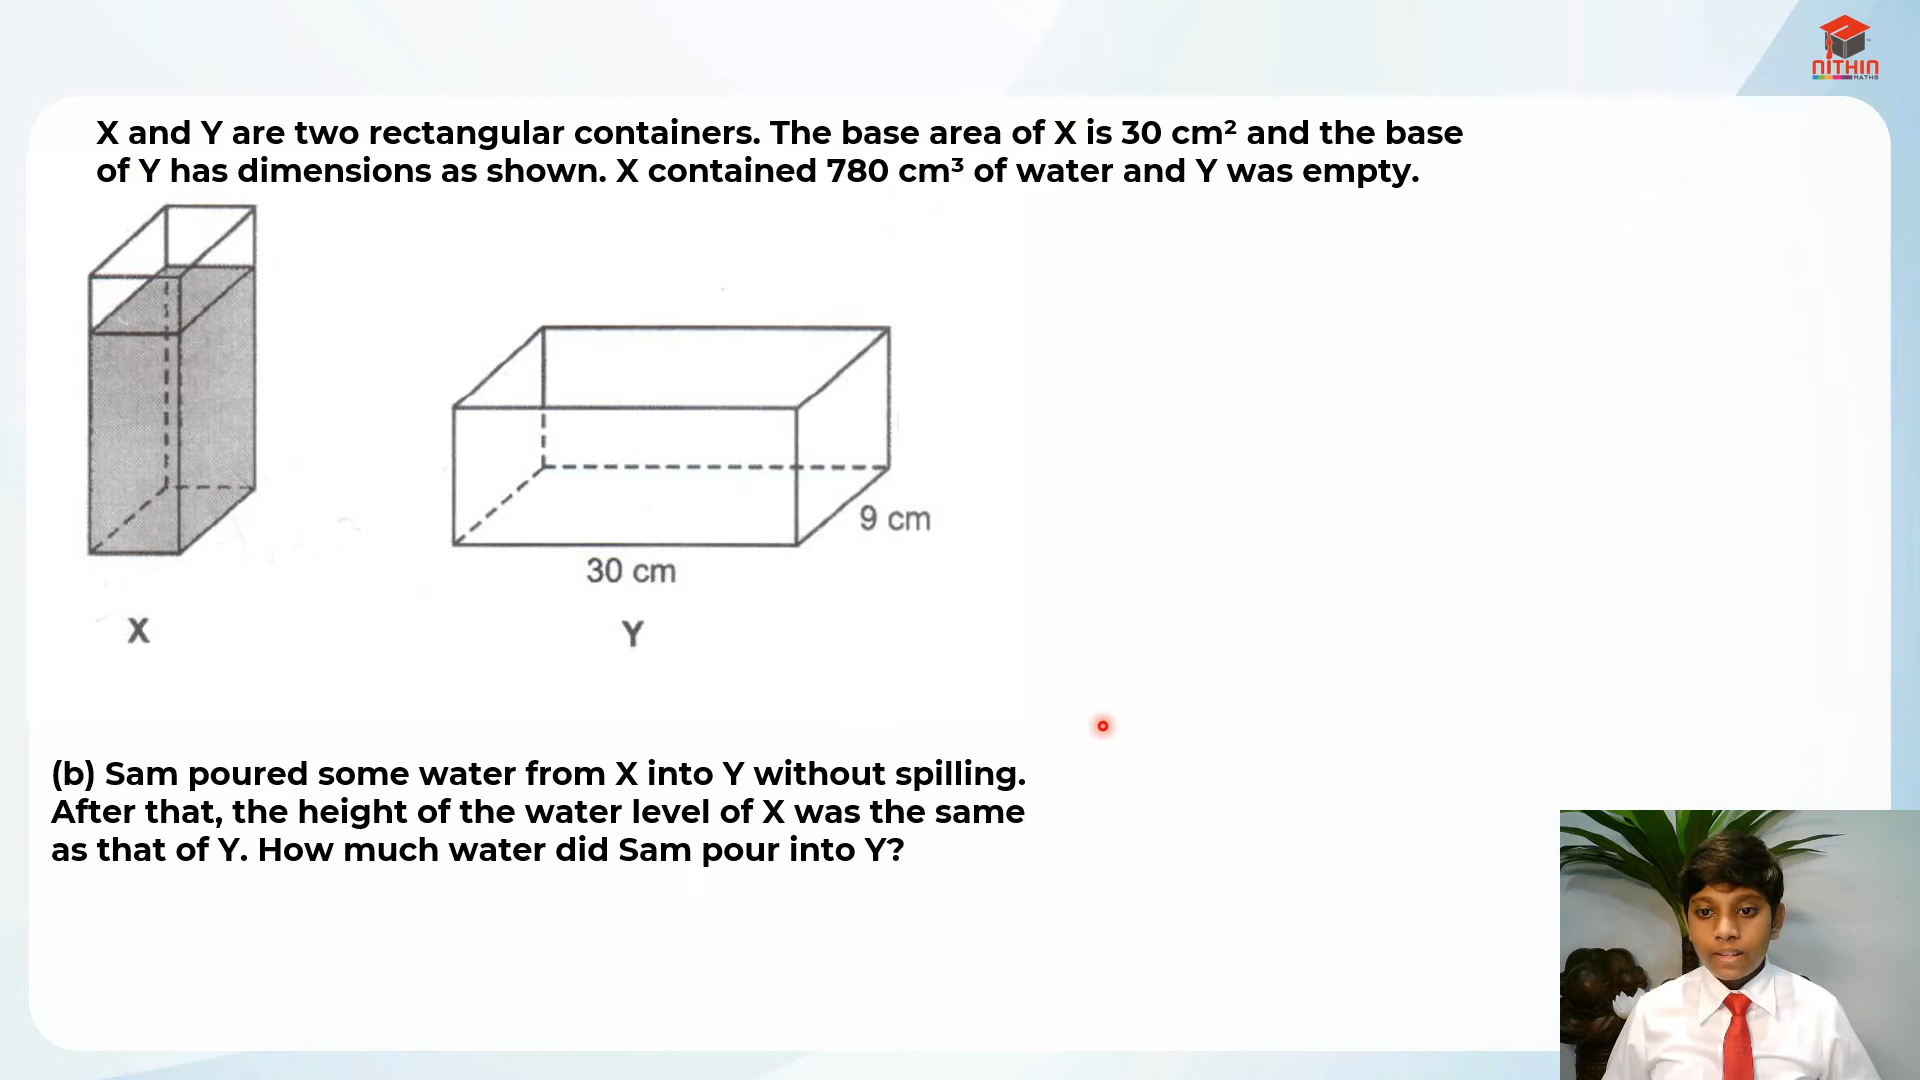 NITHIN
MATHS
X and Y are two rectangular containers. The base area of X is 30 cm² and the base
of Y has dimensions as shown. X contained 780 cm³ of water and Y was empty.
9 cm
30 cm
X
Y
(b) Sam poured some water from X into Y without spilling.
After that, the height of the water level of X was the same
as that of Y. How much water did Sam pour into Y?